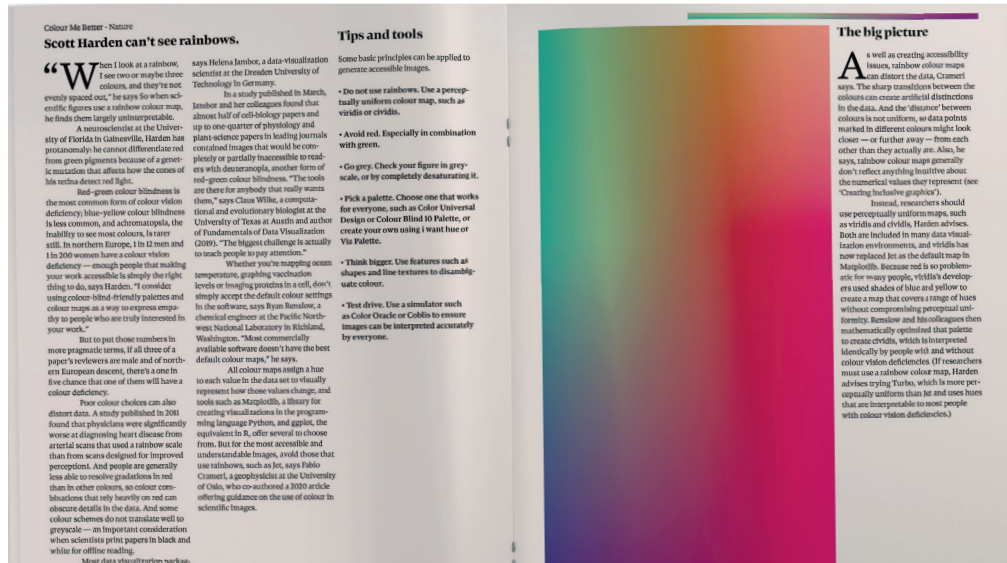 Colour Me Better - Nature
Scott Harden can't see rainbows.
“When I look at a rainbow,
I see two or maybe three
colours, and they're not
evenly spaced out,” he says So when sci-
entific figures use a rainbow colour map,
he finds them largely uninterpretable.
A neuroscientist at the Univer-
sity of Florida in Gainesville, Harden has
protanomaly: he cannot differentiate red
from green pigments because of a genet-
ic mutation that affects how the cones of
his retina detect red light.
Red-green colour blindness is
the most common form of colour vision
deficiency; blue-yellow colour blindness
is less common, and achromatopsia, the
inability to see most colours, is rarer
still. In northern Europe, 1 in 12 men and
1 in 200 women have a colour vision
deficiency — enough people that making
your work accessible is simply the right
thing to do, says Harden. “I consider
using colour-blind-friendly palettes and
colour maps as a way to express empa-
thy to people who are truly interested in
your work.”
But to put those numbers in
more pragmatic terms, if all three of a
paper's reviewers are male and of north-
ern European descent, there's a one in
five chance that one of them will have a
colour deficiency.
Poor colour choices can also
distort data. A study published in 2011
found that physicians were significantly
worse at diagnosing heart disease from
arterial scans that used a rainbow scale
than from scans designed for improved
perception1. And people are generally
less able to resolve gradations in red
than in other colours, so colour com-
binations that rely heavily on red can
obscure details in the data. And some
colour schemes do not translate well to
greyscale — an important consideration
when scientists print papers in black and
white for offline reading.
Most data visualization packag-
says Helena Jambor, a data-visualization
scientist at the Dresden University of
Technology in Germany.
In a study published in March,
Jambor and her colleagues found that
almost half of cell-biology papers and
up to one-quarter of physiology and
plant-science papers in leading journals
contained images that would be com-
pletely or partially inaccessible to read-
ers with deuteranopia, another form of
red-green colour blindness. “The tools
are there for anybody that really wants
them,” says Claus Wilke, a computa-
tional and evolutionary biologist at the
University of Texas at Austin and author
of Fundamentals of Data Visualization
(2019). “The biggest challenge is actually
to teach people to pay attention.”
Whether you're mapping ocean
temperature, graphing vaccination
levels or imaging proteins in a cell, don't
simply accept the default colour settings
in the software, says Ryan Renslow, a
chemical engineer at the Pacific North-
west National Laboratory in Richland,
Washington. “Most commercially
available software doesn't have the best
default colour maps,” he says.
All colour maps assign a hue
to each value in the data set to visually
represent how those values change, and
tools such as Matplotlib, a library for
creating visualizations in the program-
ming language Python, and ggplot, the
equivalent in R, offer several to choose
from. But for the most accessible and
understandable images, avoid those that
use rainbows, such as Jet, says Fabio
Crameri, a geophysicist at the University
of Oslo, who co-authored a 2020 article
offering guidance on the use of colour in
scientific images.
Tips and tools
Some basic principles can be applied to
generate accessible images.
• Do not use rainbows. Use a percep-
tually uniform colour map, such as
viridis or cividis.
• Avoid red. Especially in combination
with green.
• Go grey. Check your figure in grey-
scale, or by completely desaturating it.
• Pick a palette. Choose one that works
for everyone, such as Color Universal
Design or Colour Blind 10 Palette, or
create your own using i want hue or
Via Palette.
• Think bigger. Use features such as
shapes and line textures to disambig-
uate colour.
• Test drive. Use a simulator such
as Color Oracle or Coblis to ensure
images can be interpreted accurately
by everyone.
The big picture
As well as creating accessibility
issues, rainbow colour maps
can distort the data, Crameri
says. The sharp transitions between the
colours can create artificial distinctions
in the data. And the ‘distance’ between
colours is not uniform, so data points
marked in different colours might look
closer — or further away — from each
other than they actually are. Also, he
says, rainbow colour maps generally
don't reflect anything intuitive about
the numerical values they represent (see
‘Creating inclusive graphics’).
Instead, researchers should
use perceptually uniform maps, such
as viridis and cividis, Harden advises.
Both are included in many data visual-
ization environments, and viridis has
now replaced Jet as the default map in
Matplotlib. Because red is so problem-
atic for many people, viridis's develop-
ers used shades of blue and yellow to
create a map that covers a range of hues
without compromising perceptual uni-
formity. Renslow and his colleagues then
mathematically optimized that palette
to create cividis, which is interpreted
identically by people with and without
colour vision deficiencies (If researchers
must use a rainbow colour map, Harden
advises trying Turbo, which is more per-
ceptually uniform than Jet and uses hues
that are interpretable to most people
with colour vision deficiencies.)